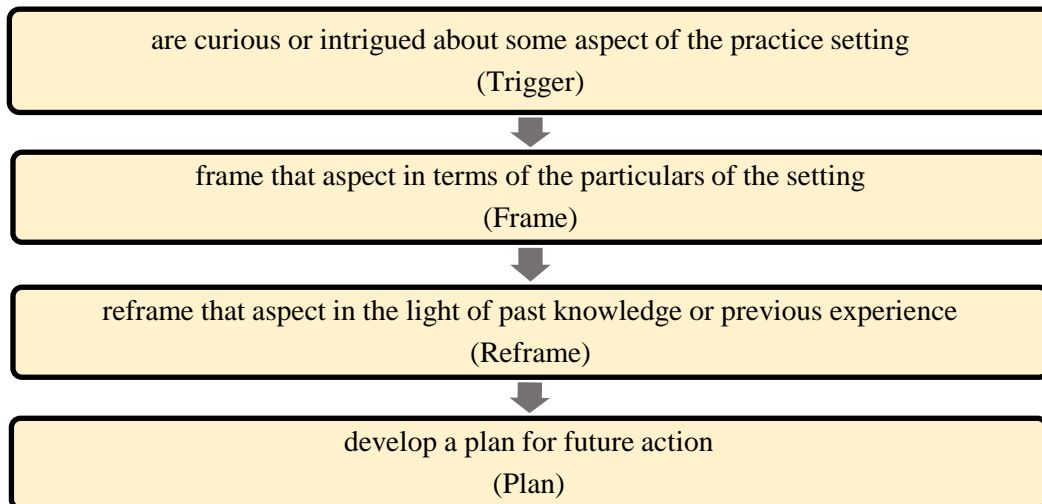 are curious or intrigued about some aspect of the practice setting
(Trigger)
frame that aspect in terms of the particulars of the setting
(Frame)
reframe that aspect in the light of past knowledge or previous experience
(Reframe)
develop a plan for future action
(Plan)